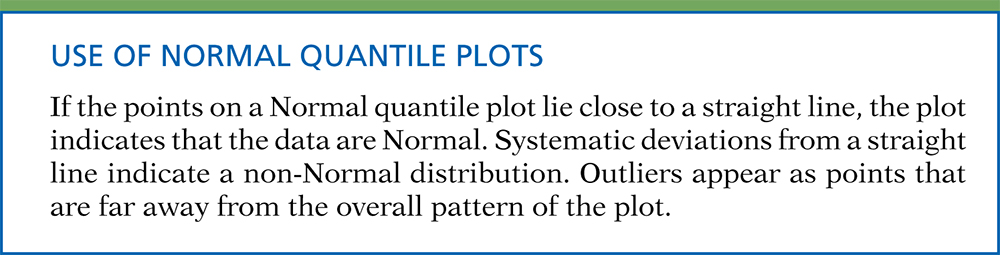 USE OF NORMAL QUANTILE PLOTS
If the points on a Normal quantile plot lie close to a straight line, the plot
indicates that the data are Normal. Systematic deviations from a straight
line indicate a non-Normal distribution. Outliers appear as points that
are far away from the overall pattern of the plot.